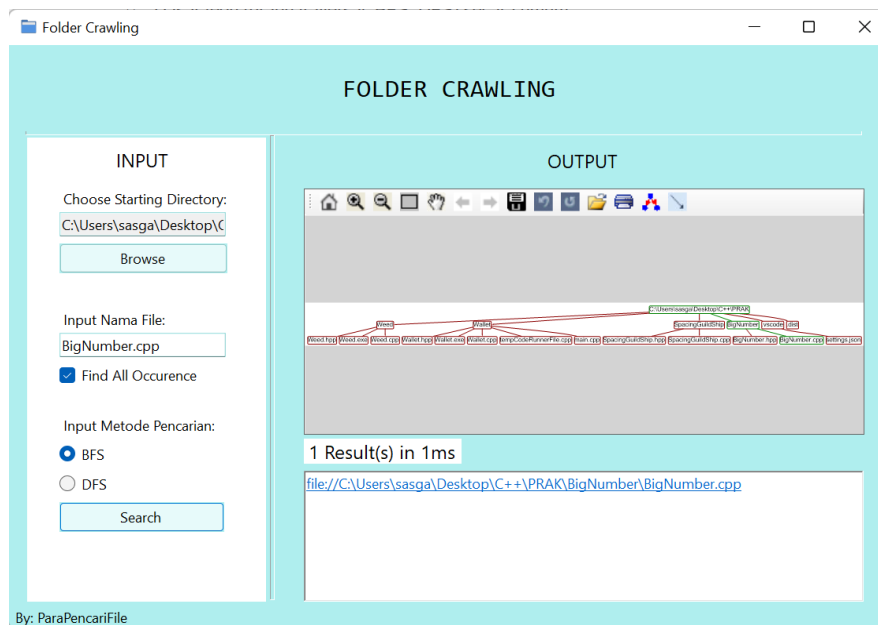 Folder Crawling
FOLDER CRAWLING
INPUT
Choose Starting Directory:
C:\Users\sasga\Desktop\C
Browse
Input Nama File:
BigNumber.cpp
Find All Occurence
Input Metode Pencarian:
BFS
DFS
Search
OUTPUT
C:\Users\sasga\Desktop\C++\PRAK
Weed Wallet SpacingGuildShip BigNumber .vscode dist
Weed.hpp Weed.exe Weed.cpp Wallet.hpp Wallet.exe Wallet.cpp tempCodeRunnerFile.cpp main.cpp SpacingGuildShip.hpp SpacingGuildShip.cpp BigNumber.hpp BigNumber.cpp settings.json
1 Result(s) in 1ms
file://C:\Users\sasga\Desktop\C++\PRAK\BigNumber\BigNumber.cpp
By: ParaPencariFile